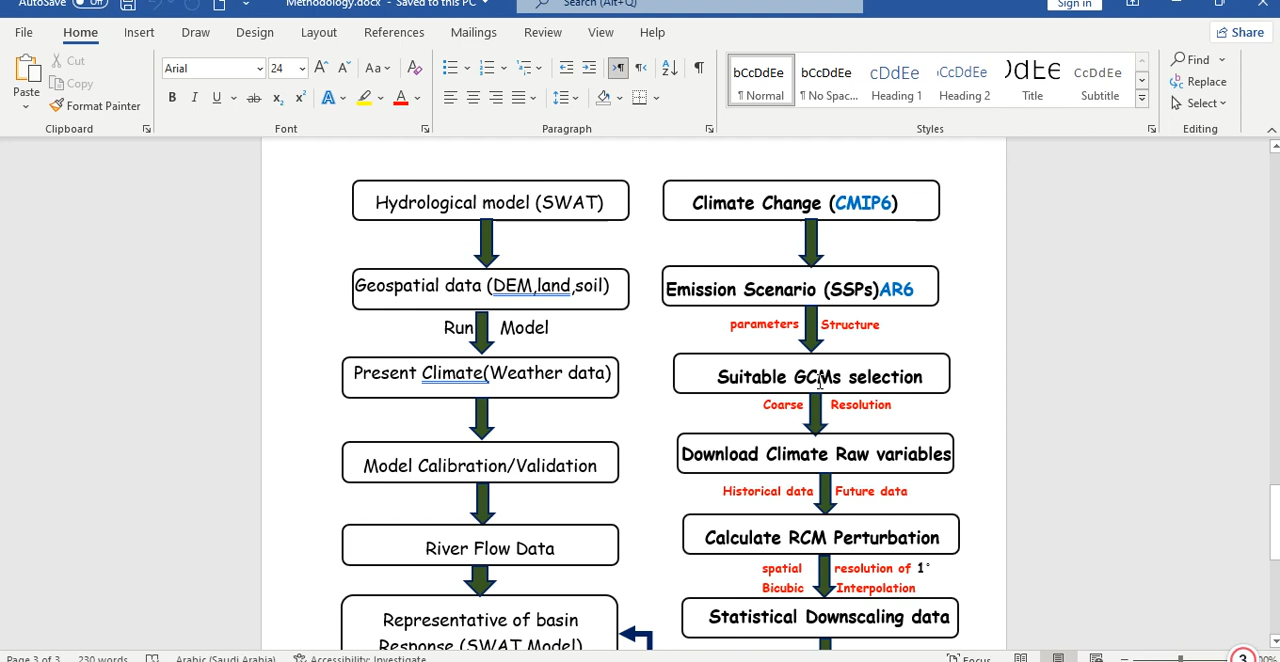 AutoSave Off Methodology.docx - Saved to this PC Search (Alt+Q) Sign in
File Home Insert Draw Design Layout References Mailings Review View Help Share
Paste Cut Copy Format Painter
Arial 24 Aa
B I U ab x₂ x² A A
bCcDdEe bCcDdEe cDdEe cCcDdEe DdEe CcDdEe
¶ Normal ¶ No Spac... Heading 1 Heading 2 Title Subtitle
Find
Replace
Select
Clipboard Font Paragraph Styles Editing
Hydrological model (SWAT)
Geospatial data (DEM,land,soil)
Run Model
Present Climate(Weather data)
Model Calibration/Validation
River Flow Data
Representative of basin
Response (SWAT Model)
Climate Change (CMIP6)
Emission Scenario (SSPs)AR6
parameters Structure
Suitable GCMs selection
Coarse Resolution
Download Climate Raw variables
Historical data Future data
Calculate RCM Perturbation
spatial resolution of 1°
Bicubic Interpolation
Statistical Downscaling data
Page 3 of 3 230 words Arabic (Saudi Arabia) Accessibility: Investigate Focus 3